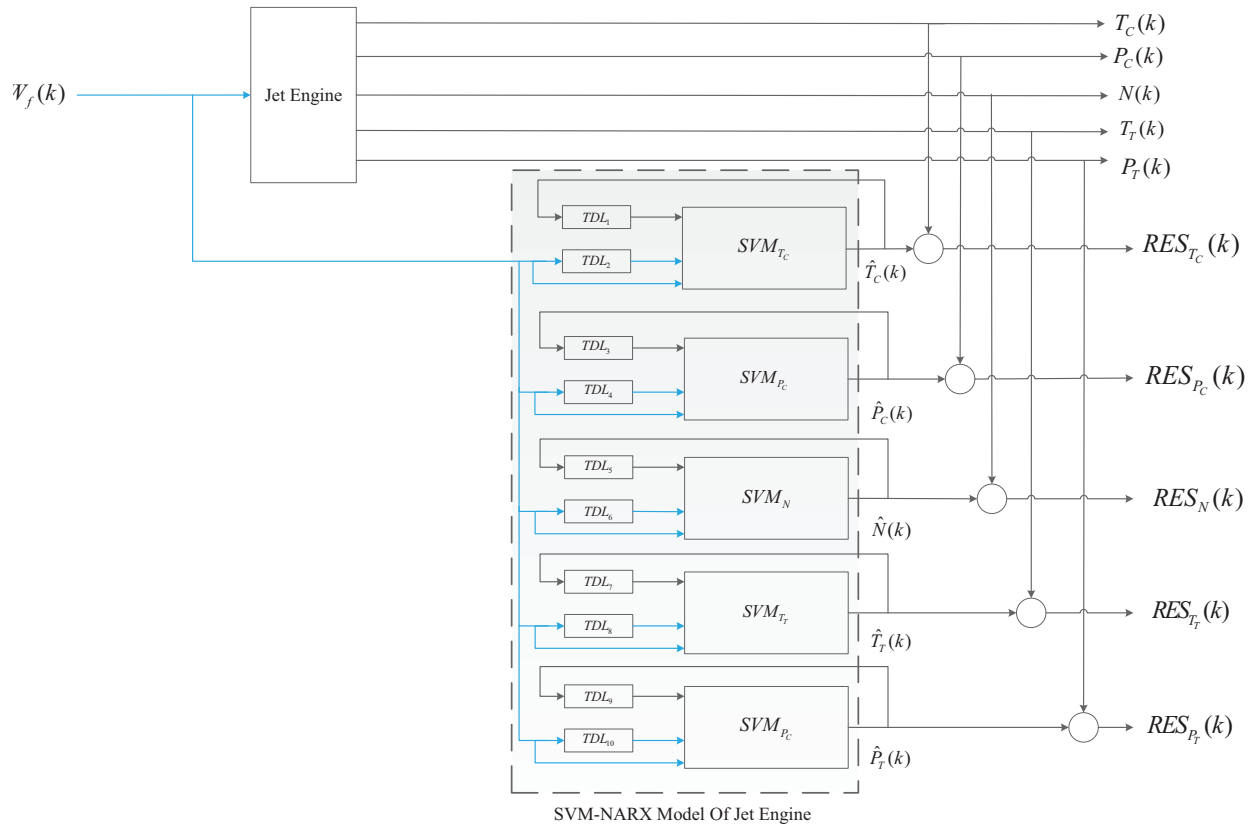 T_C(k)
P_C(k)
W_f(k)
Jet Engine
N(k)
T_T(k)
P_T(k)
TDL_1
SVM_{T_C}
RES_{T_C}(k)
TDL_2
\hat{T}_C(k)
TDL_3
SVM_{P_C}
RES_{P_C}(k)
TDL_4
\hat{P}_C(k)
TDL_5
SVM_N
RES_N(k)
TDL_6
\hat{N}(k)
TDL_7
SVM_{T_T}
RES_{T_T}(k)
TDL_8
\hat{T}_T(k)
TDL_9
SVM_{P_C}
RES_{P_T}(k)
TDL_{10}
\hat{P}_T(k)
SVM-NARX Model Of Jet Engine